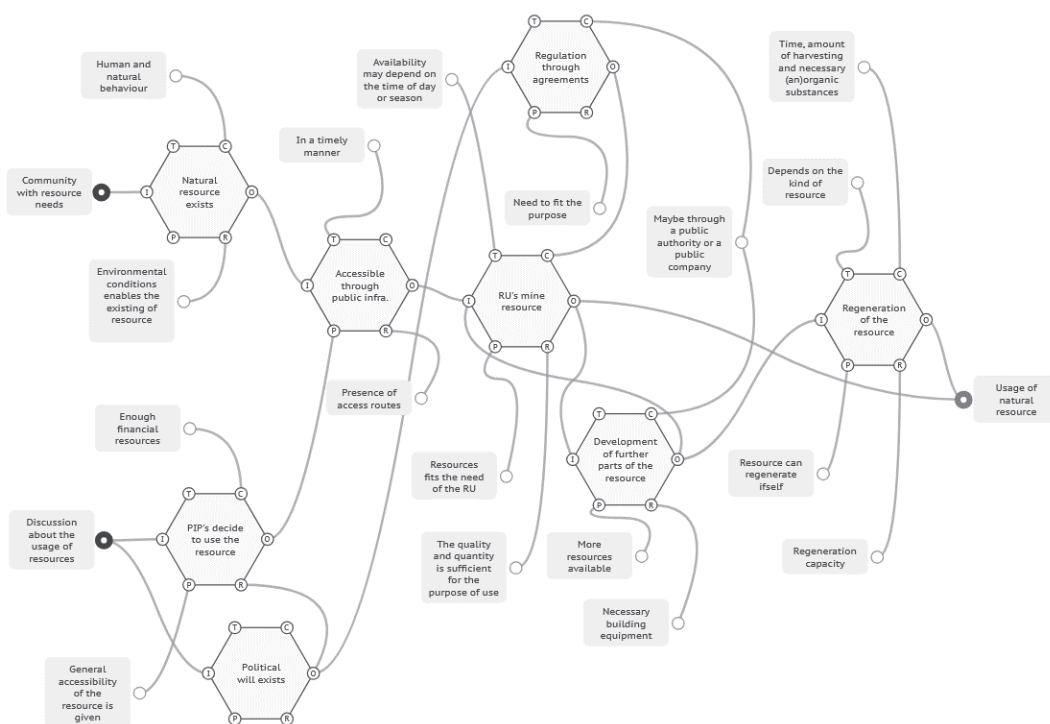 Human and
natural
behaviour
Community
with resource
needs
T
C
I
Natural
resource
exists
O
P
R
Environmental
conditions
enables the
existing of
resource
In a timely
manner
T
C
I
Accessible
through
public infra.
O
P
R
Presence of
access routes
Enough
financial
resources
Discussion
about the
usage of
resources
T
C
I
PIP's decide
to use the
resource
O
P
R
General
accessibility
of the
resource is
given
T
C
I
Political
will exists
O
P
R
Availability
may depend on
the time of day
or season
T
C
I
Regulation
through
agreements
O
P
R
Need to fit the
purpose
T
C
I
RU's mine
resource
O
P
R
Resources
fits the need
of the RU
The quality
and quantity
is sufficient
for the
purpose of use
Maybe through
a public
authority or a
public
company
T
C
I
Development
of further
parts of the
resource
O
P
R
More
resources
available
Necessary
building
equipment
Time, amount
of harvesting
and necessary
(an)organic
substances
Depends on the
kind of
resource
T
C
I
Regeneration
of the
resource
O
P
R
Resource can
regenerate
ifself
Regeneration
capacity
Usage of
natural
resource